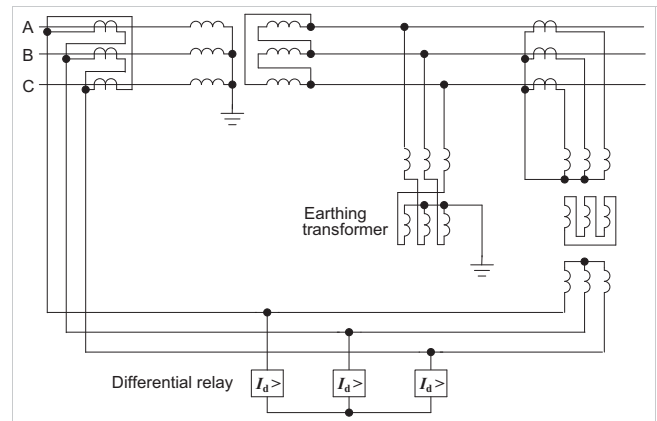 A
B
C
Earthing
transformer
Differential relay
Id> Id> Id>